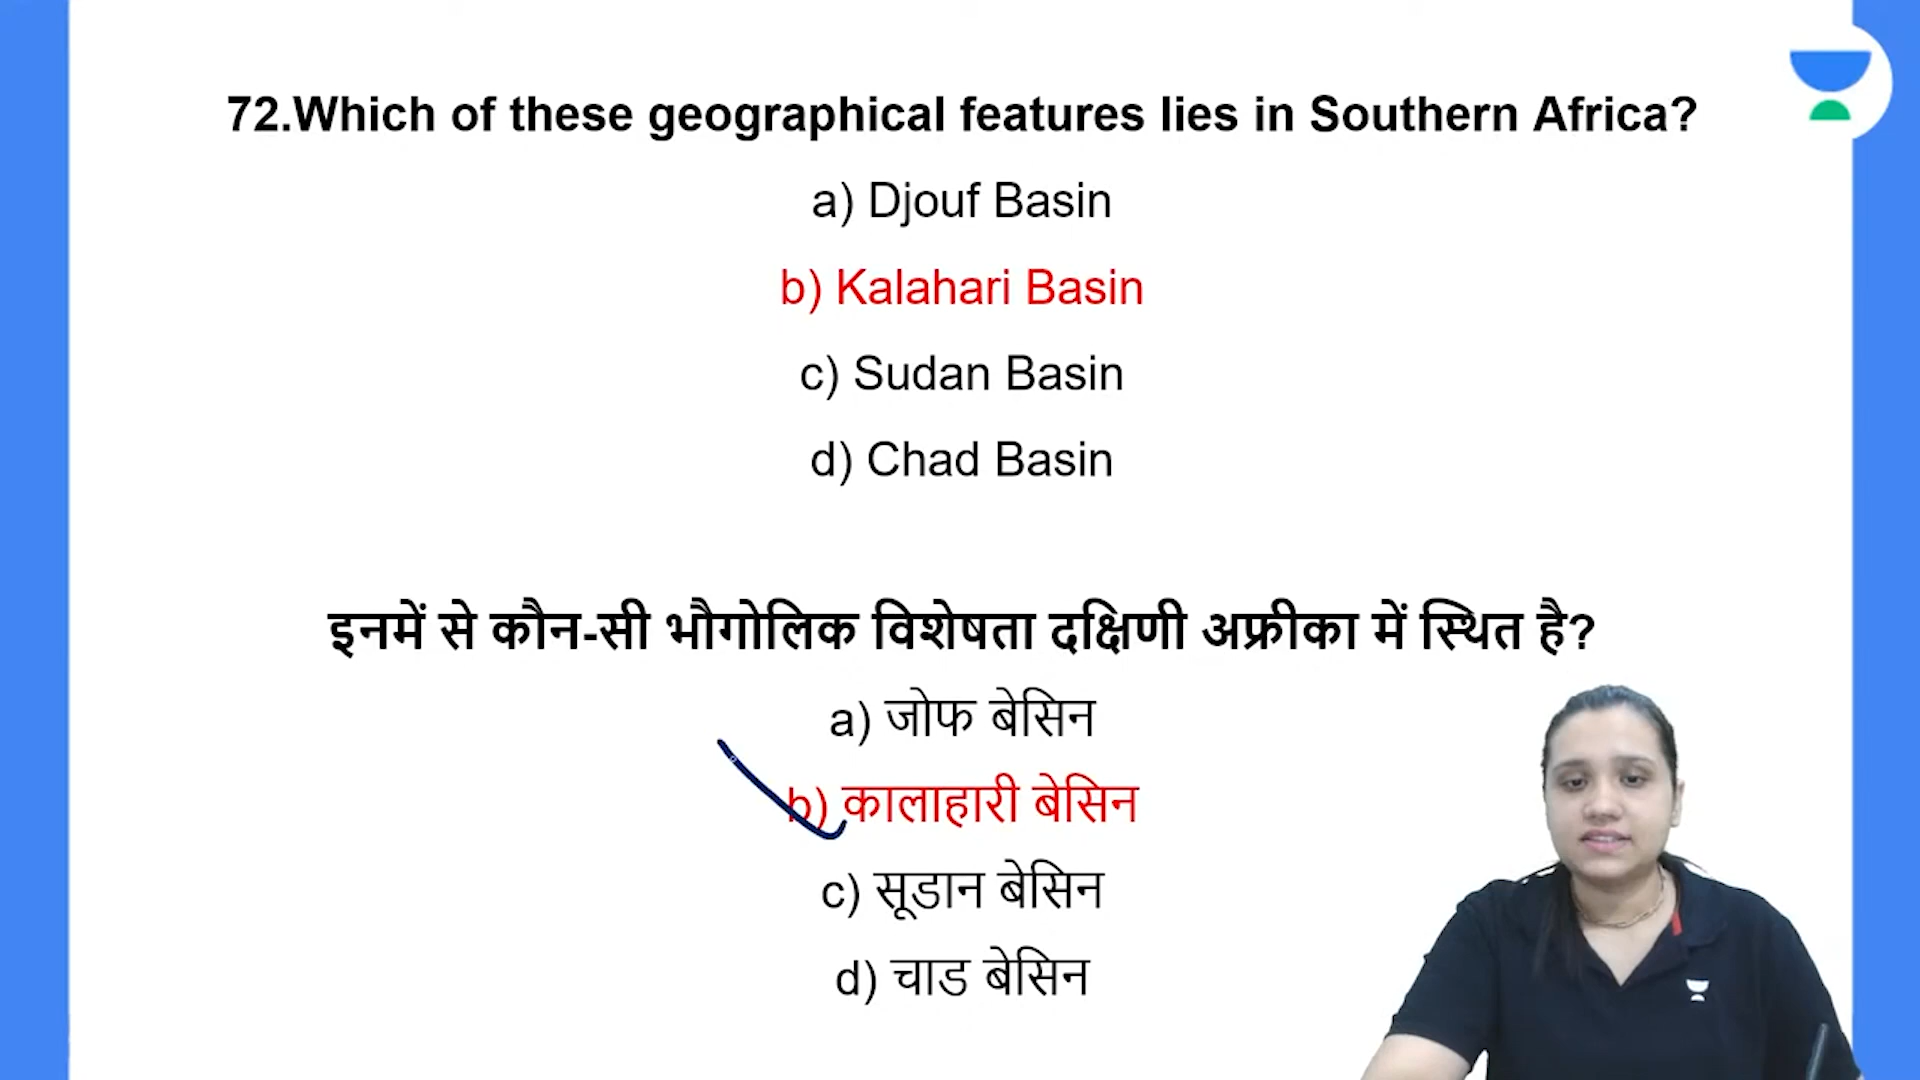 72.Which of these geographical features lies in Southern Africa?
a) Djouf Basin
b) Kalahari Basin
c) Sudan Basin
d) Chad Basin
इनमें से कौन-सी भौगोलिक विशेषता दक्षिणी अफ्रीका में स्थित है?
a) जोफ बेसिन
b) कालाहारी बेसिन
c) सूडान बेसिन
d) चाड बेसिन